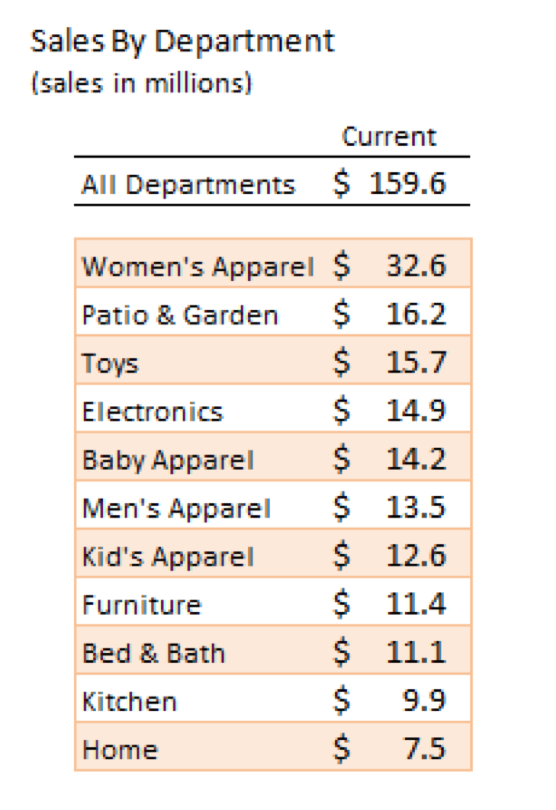 Sales By Department
(sales in millions)
Current
All Departments $ 159.6
Women's Apparel $ 32.6
Patio & Garden $ 16.2
Toys $ 15.7
Electronics $ 14.9
Baby Apparel $ 14.2
Men's Apparel $ 13.5
Kid's Apparel $ 12.6
Furniture $ 11.4
Bed & Bath $ 11.1
Kitchen $ 9.9
Home $ 7.5